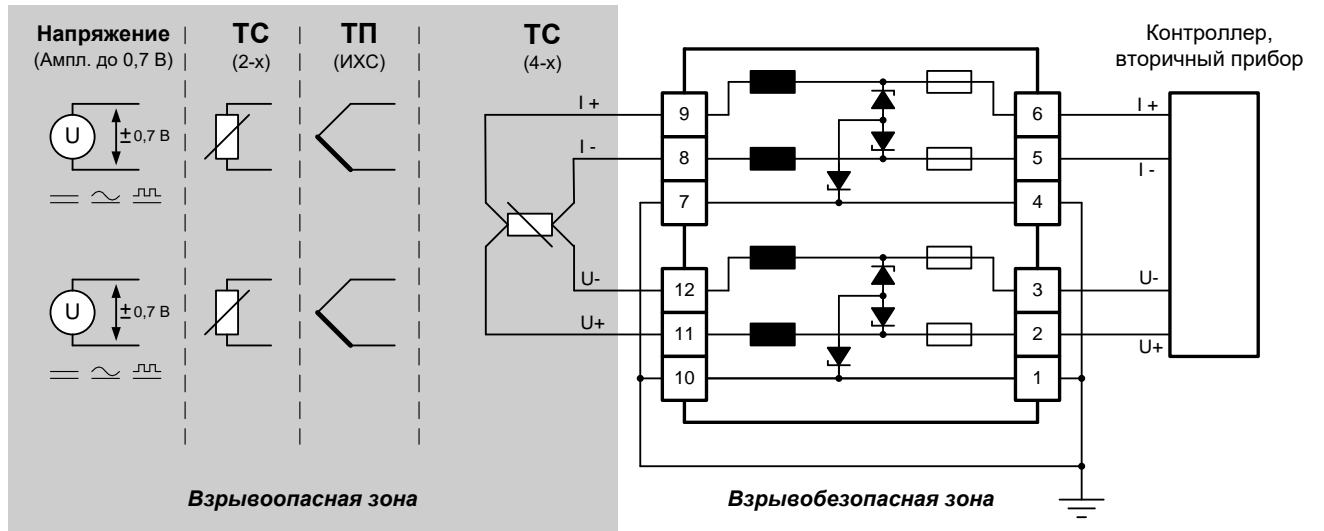 Напряжение
(Ампл. до 0,7 В)
ТС
(2-х)
ТП
(ИХС)
ТС
(4-х)
Контроллер,
вторичный прибор
U
±0,7 В
U
±0,7 В
I +
I -
U-
U+
9
8
7
12
11
10
6
5
4
3
2
1
I +
I -
U-
U+
Взрывоопасная зона
Взрывобезопасная зона